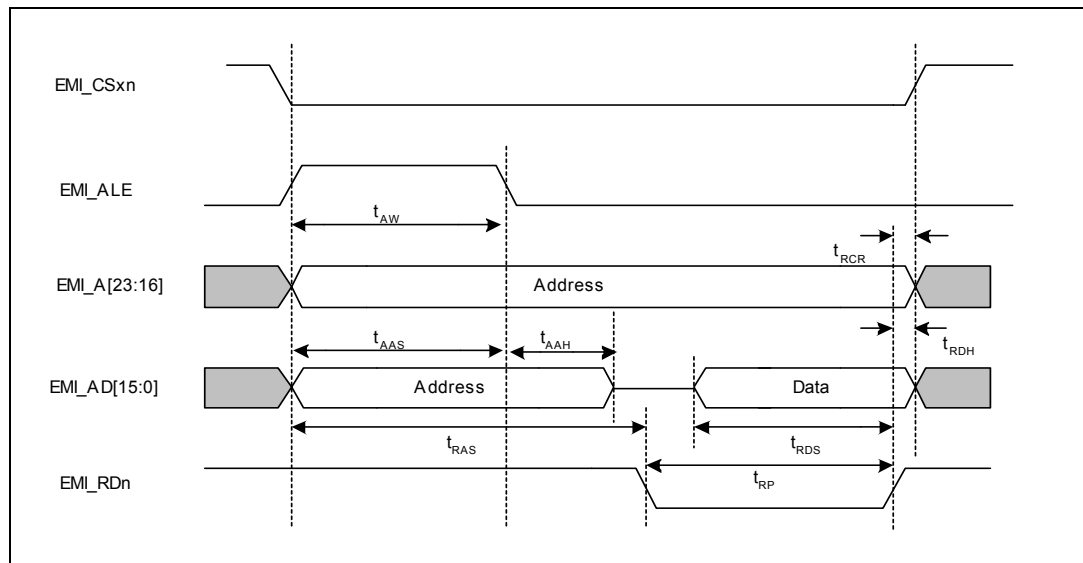 EMI_CSxn
EMI_ALE
t_AW
t_RCR
EMI_A[23:16]
Address
t_AAS
t_AAH
t_RDH
EMI_AD[15:0]
Address
Data
t_RAS
t_RDS
t_RP
EMI_RDn